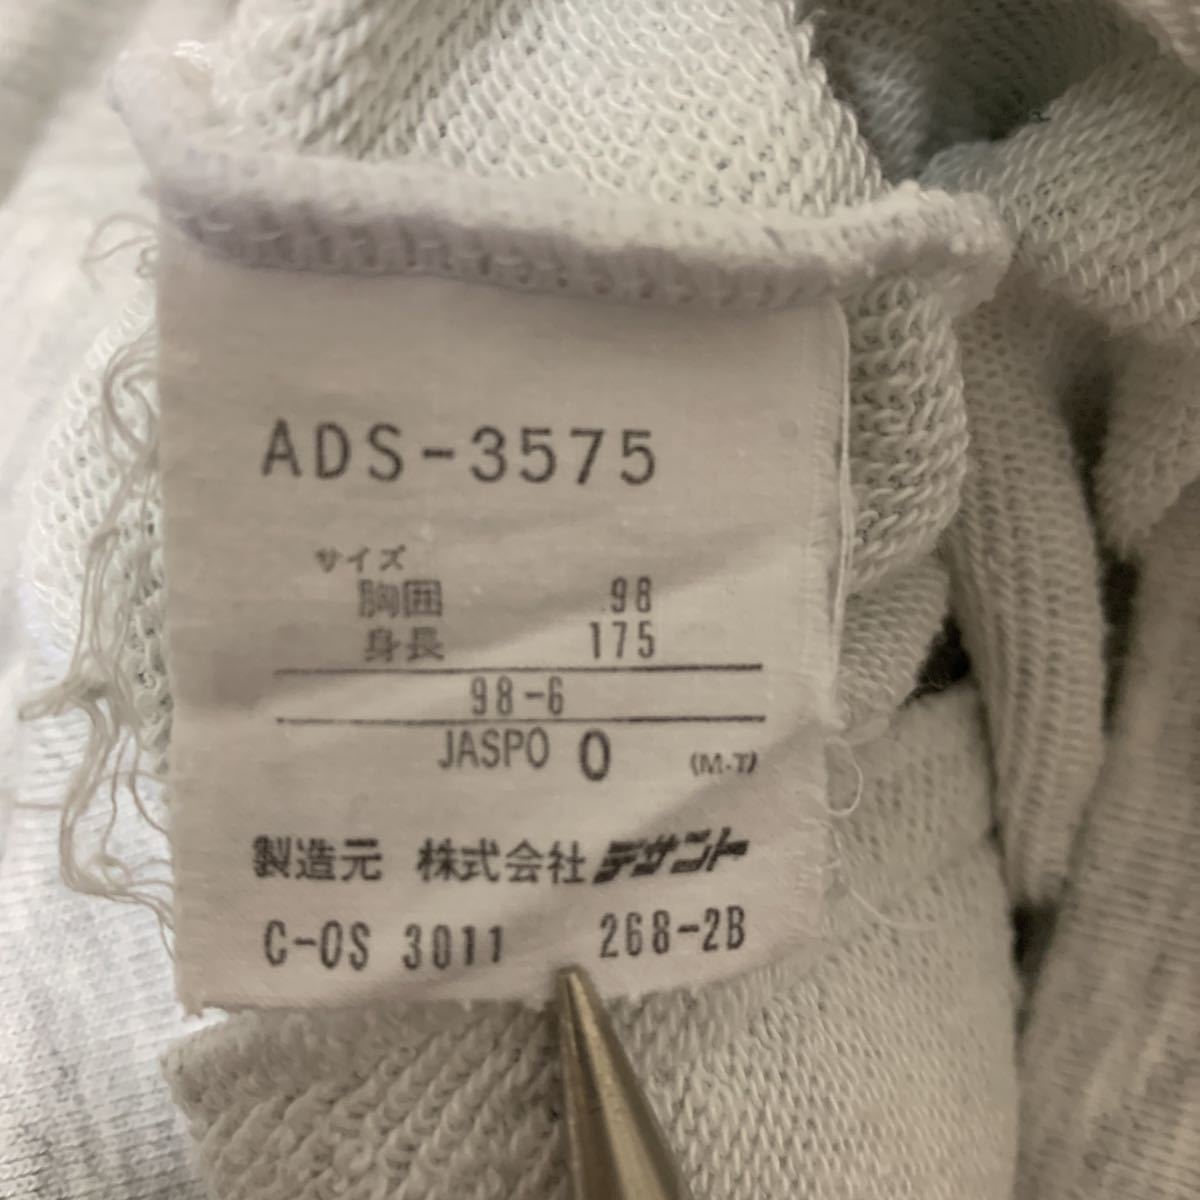 ADS-3575
サイズ
胸囲 98
身長 175
98-6
JASPO O (M-T)
製造元 株式会社デサント
C-OS 3011 268-2B